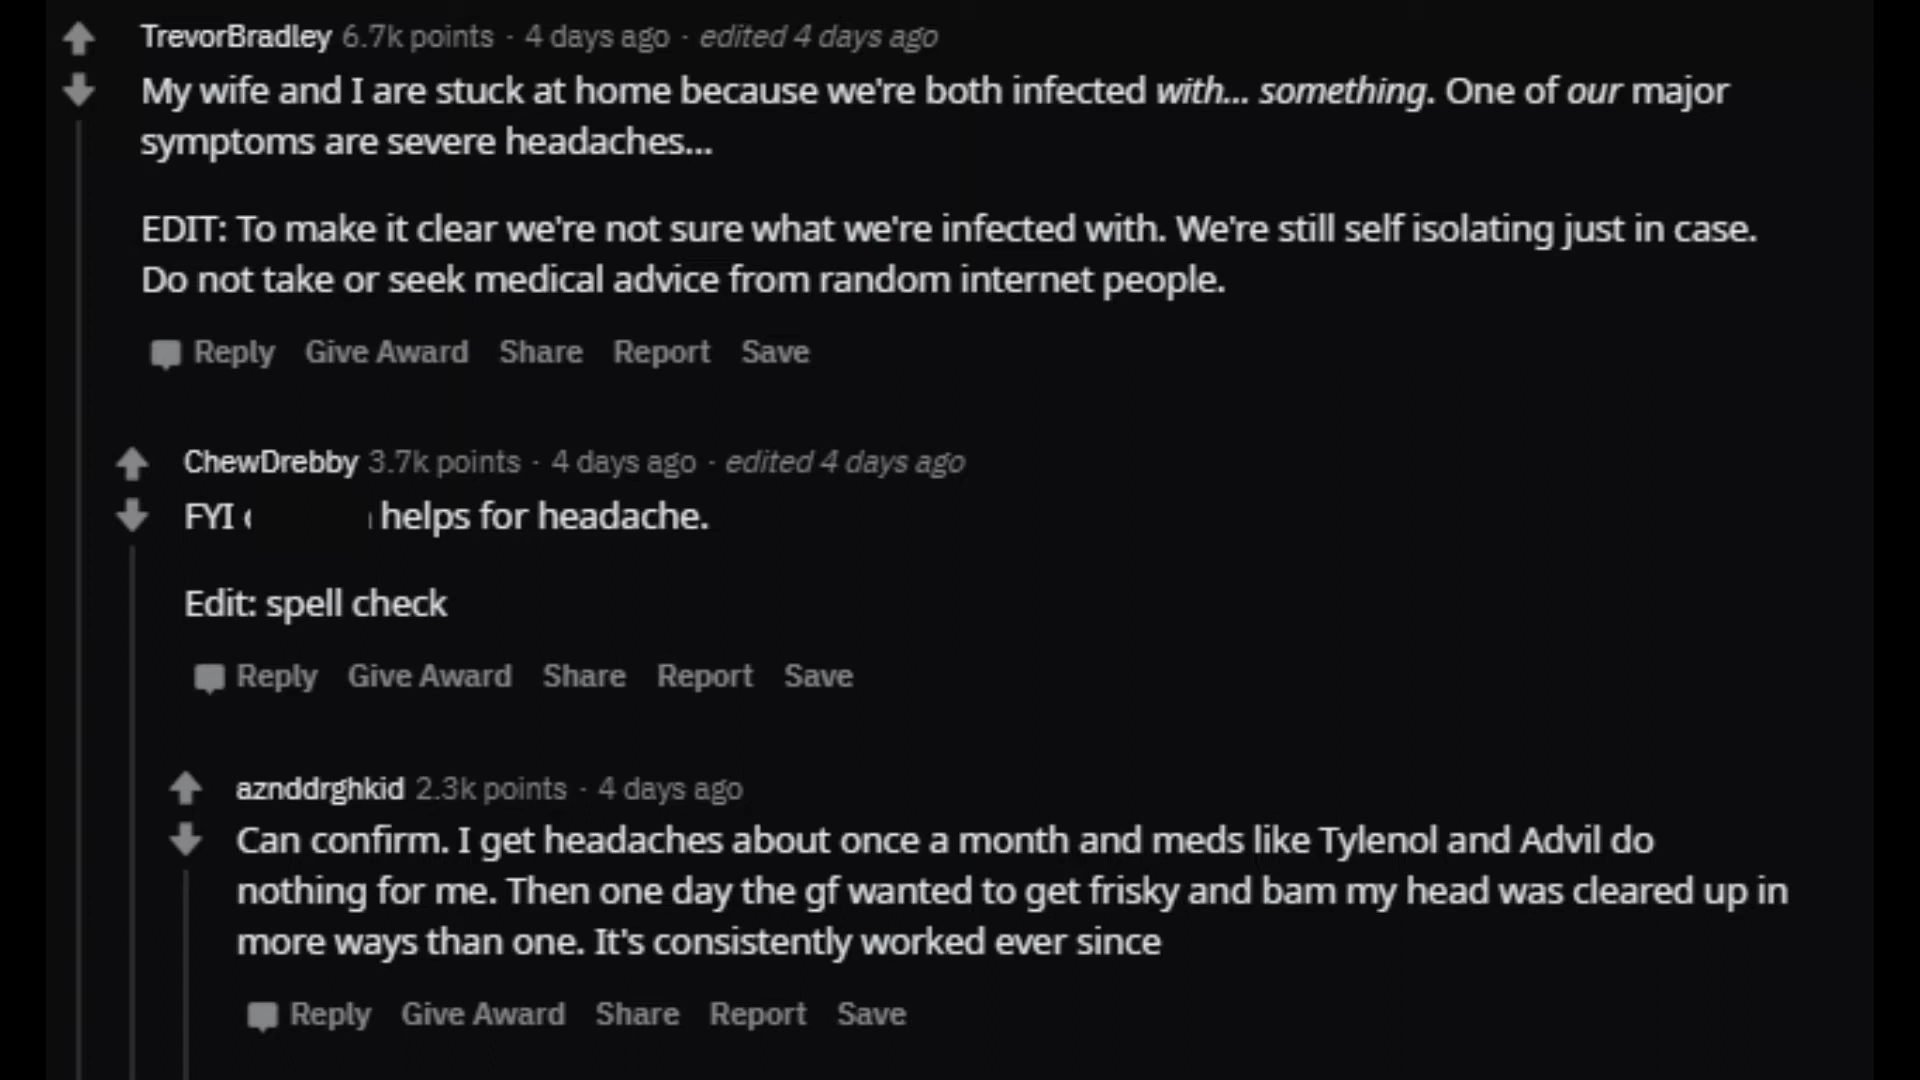 TrevorBradley 6.7k points · 4 days ago · edited 4 days ago
My wife and I are stuck at home because we're both infected with... something. One of our major
symptoms are severe headaches...
EDIT: To make it clear we're not sure what we're infected with. We're still self isolating just in case.
Do not take or seek medical advice from random internet people.
Reply Give Award Share Report Save
ChewDrebby 3.7k points · 4 days ago · edited 4 days ago
FYI helps for headache.
Edit: spell check
Reply Give Award Share Report Save
aznddrghkid 2.3k points · 4 days ago
Can confirm. I get headaches about once a month and meds like Tylenol and Advil do
nothing for me. Then one day the gf wanted to get frisky and bam my head was cleared up in
more ways than one. It's consistently worked ever since
Reply Give Award Share Report Save